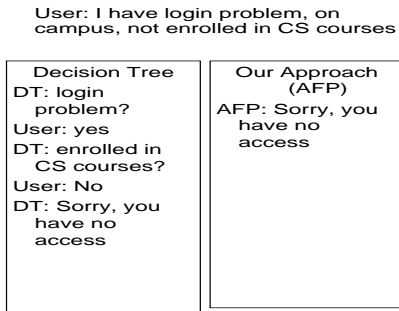 User: I have login problem, on
campus, not enrolled in CS courses
Decision Tree
DT: login
problem?
User: yes
DT: enrolled in
CS courses?
User: No
DT: Sorry, you
have no
access
Our Approach
(AFP)
AFP: Sorry, you
have no
access